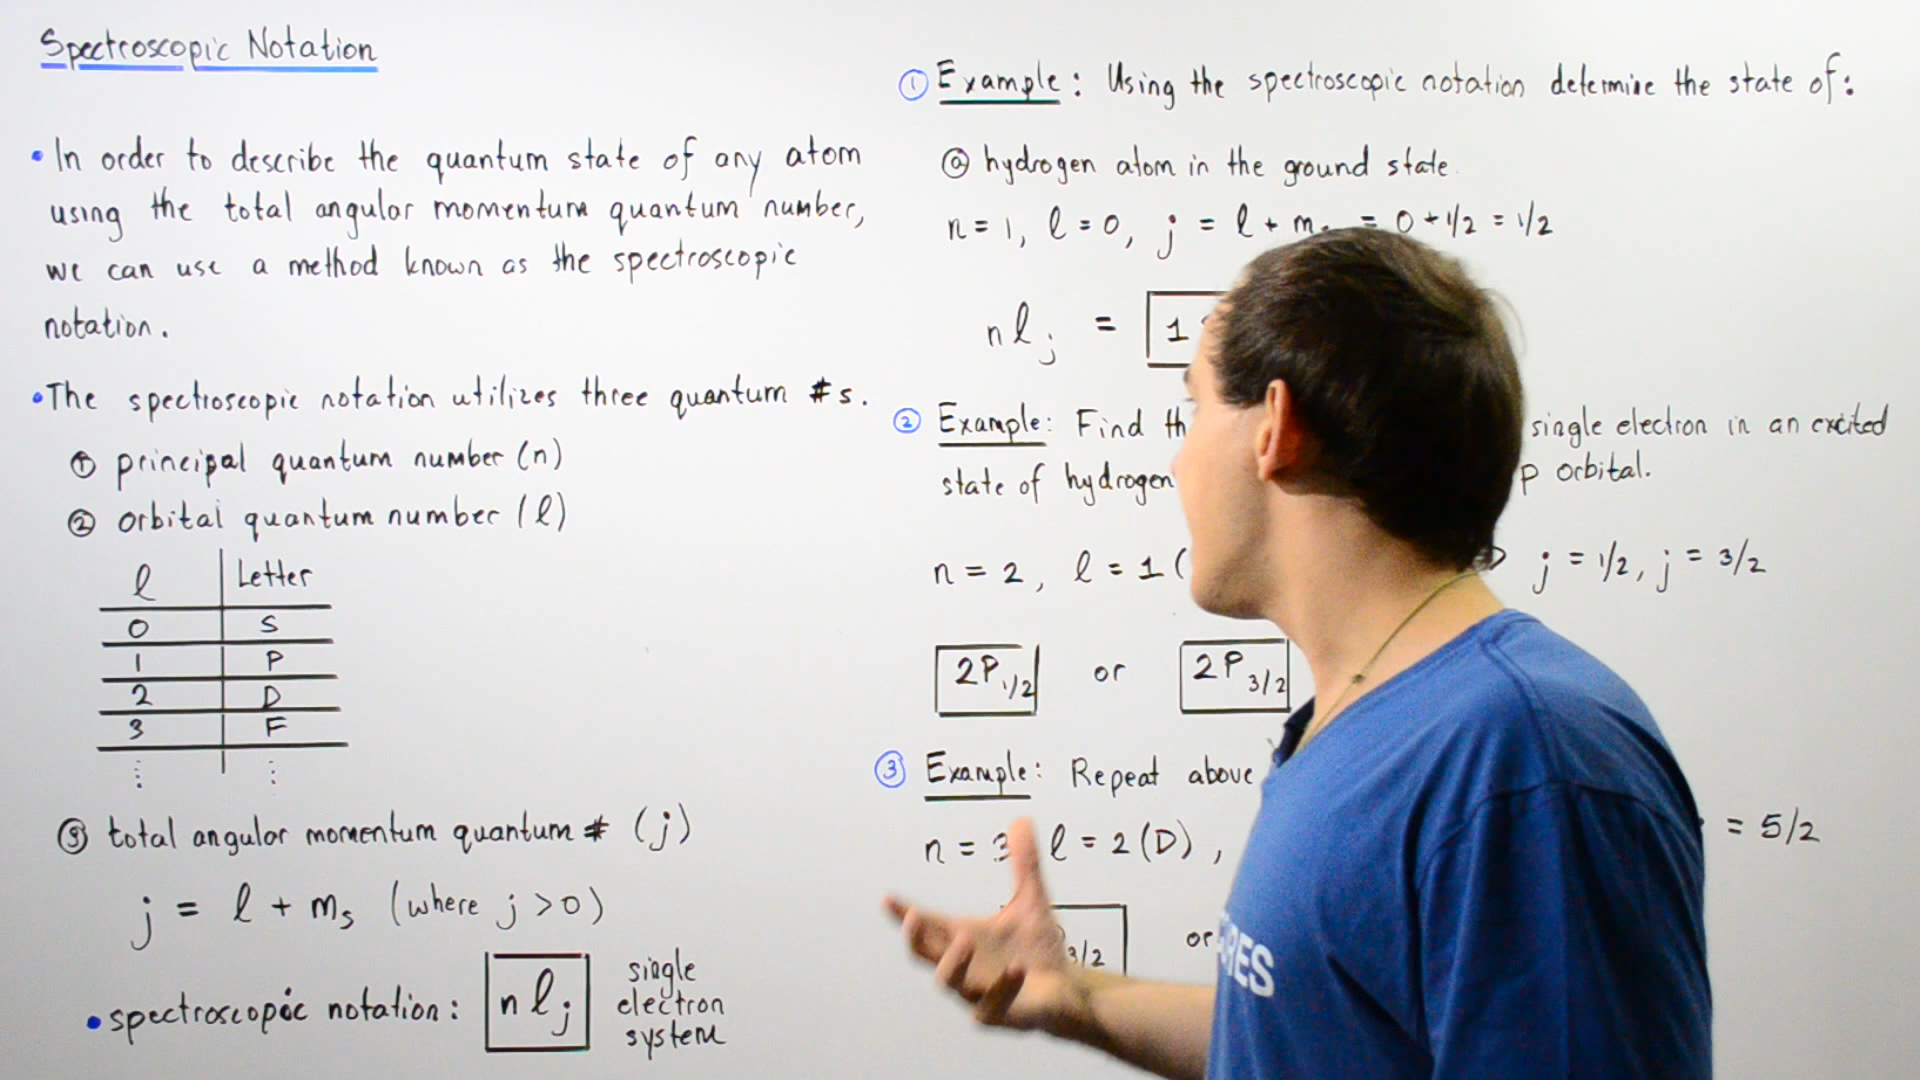 Spectroscopic Notation
• In order to describe the quantum state of any atom
using the total angular momentum quantum number,
we can use a method known as the spectroscopic
notation.
• The spectroscopic notation utilizes three quantum #s.
① principal quantum number (n)
② orbital quantum number (l)
l | Letter
0 | S
1 | P
2 | D
3 | F
⋮ | ⋮
③ total angular momentum quantum # (j)
j = l + ms (where j > 0)
• spectroscopic notation: n l j
single
electron
system
① Example: Using the spectroscopic notation determine the state of:
ⓐ hydrogen atom in the ground state.
n = 1, l = 0, j = l + m = 0 + 1/2 = 1/2
n l j = 1
② Example: Find single electron in an excited
state of hydrogen p orbital.
n = 2, l = 1 ( j = 1/2, j = 3/2
2P1/2 or 2P3/2
③ Example: Repeat above
n = 3 l = 2 (D), = 5/2
3/2 or
RES